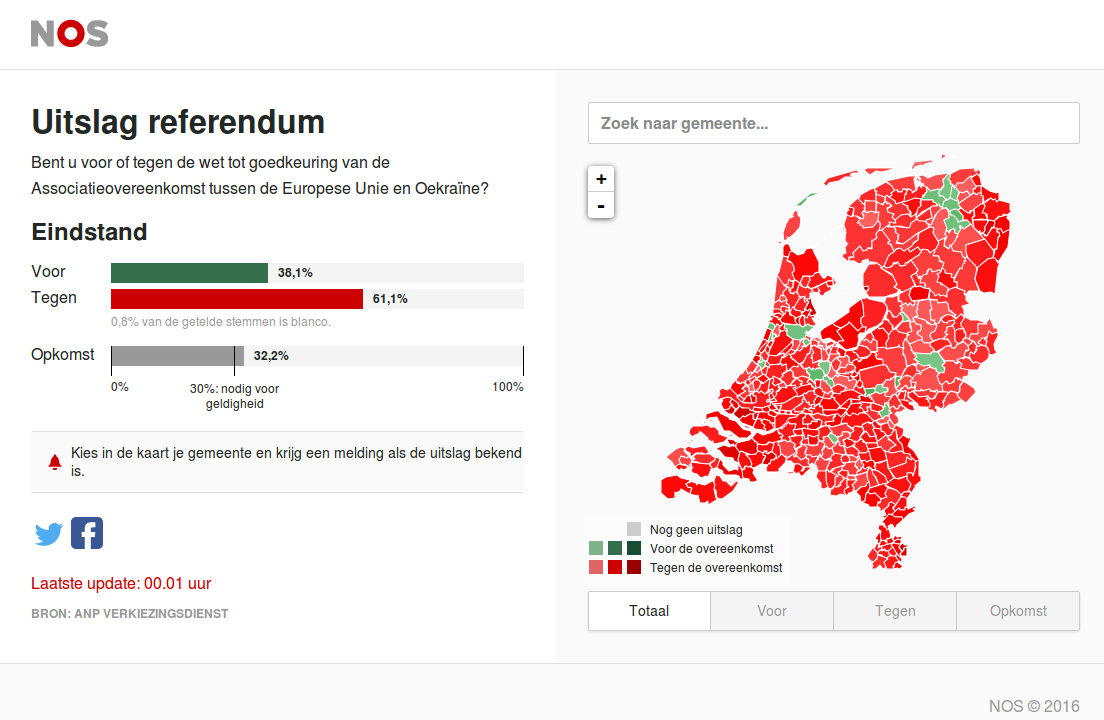 NOS
Uitslag referendum
Bent u voor of tegen de wet tot goedkeuring van de
Associatieovereenkomst tussen de Europese Unie en Oekraïne?
Eindstand
Voor 38,1%
Tegen 61,1%
0,8% van de getelde stemmen is blanco.
Opkomst 32,2%
0% 30%: nodig voor 100%
geldigheid
Kies in de kaart je gemeente en krijg een melding als de uitslag bekend
is.
Laatste update: 00.01 uur
BRON: ANP VERKIEZINGSDIENST
Zoek naar gemeente...
+
-
Nog geen uitslag
Voor de overeenkomst
Tegen de overeenkomst
Totaal Voor Tegen Opkomst
NOS © 2016